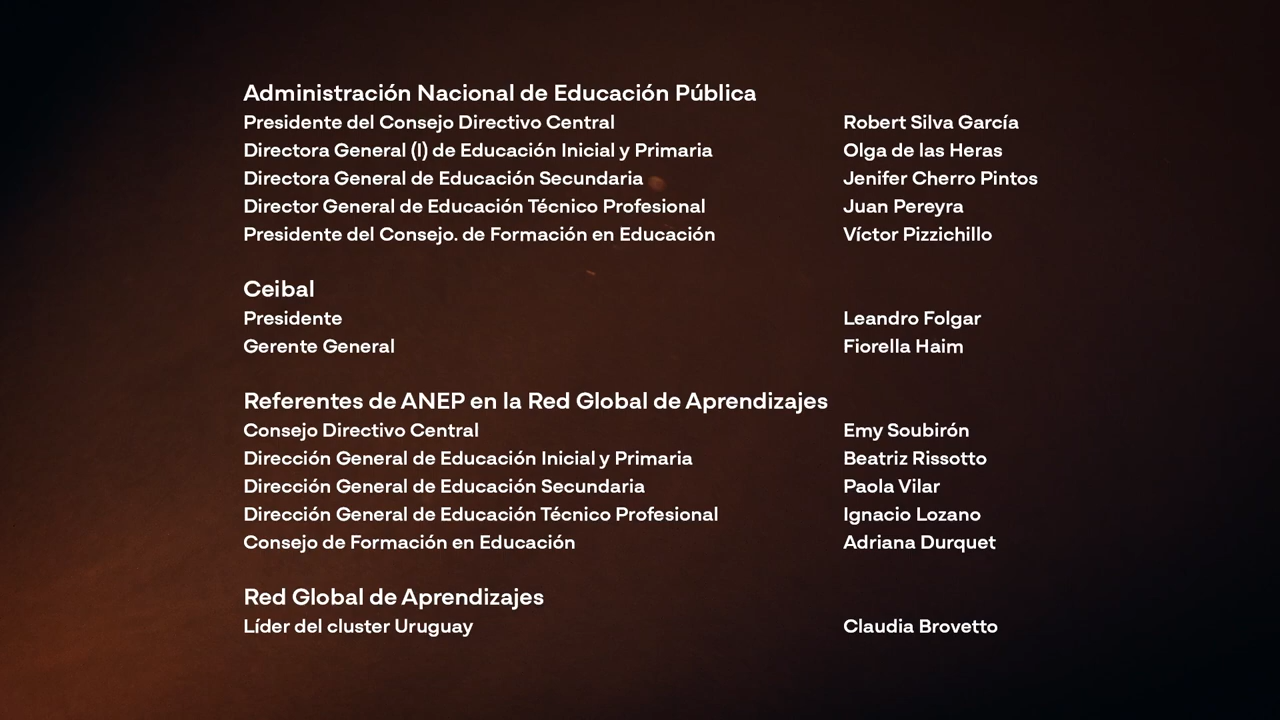 Administración Nacional de Educación Pública
Presidente del Consejo Directivo Central Robert Silva García
Directora General (I) de Educación Inicial y Primaria Olga de las Heras
Directora General de Educación Secundaria Jenifer Cherro Pintos
Director General de Educación Técnico Profesional Juan Pereyra
Presidente del Consejo. de Formación en Educación Víctor Pizzichillo
Ceibal
Presidente Leandro Folgar
Gerente General Fiorella Haim
Referentes de ANEP en la Red Global de Aprendizajes
Consejo Directivo Central Emy Soubirón
Dirección General de Educación Inicial y Primaria Beatriz Rissotto
Dirección General de Educación Secundaria Paola Vilar
Dirección General de Educación Técnico Profesional Ignacio Lozano
Consejo de Formación en Educación Adriana Durquet
Red Global de Aprendizajes
Líder del cluster Uruguay Claudia Brovetto